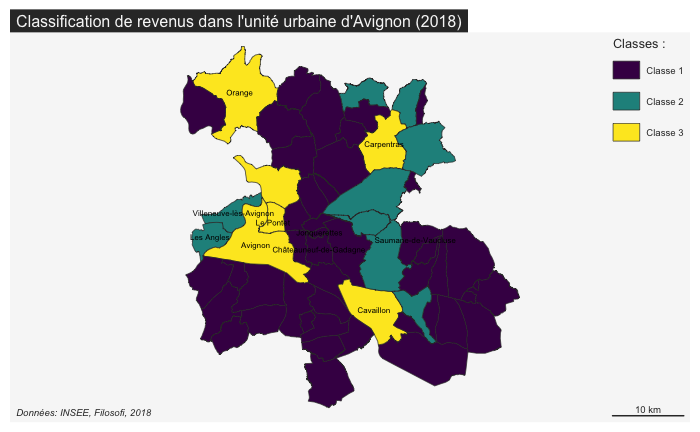 Classification de revenus dans l'unité urbaine d'Avignon (2018)
Classes :
Classe 1
Classe 2
Classe 3
Orange
Carpentras
Villeneuve-lès-Avignon
Le Pontet
Les Angles
Avignon
Châteauneuf-de-Gadagne
Saumane-de-Vaucluse
Cavaillon
10 km
Données: INSEE, Filosofi, 2018